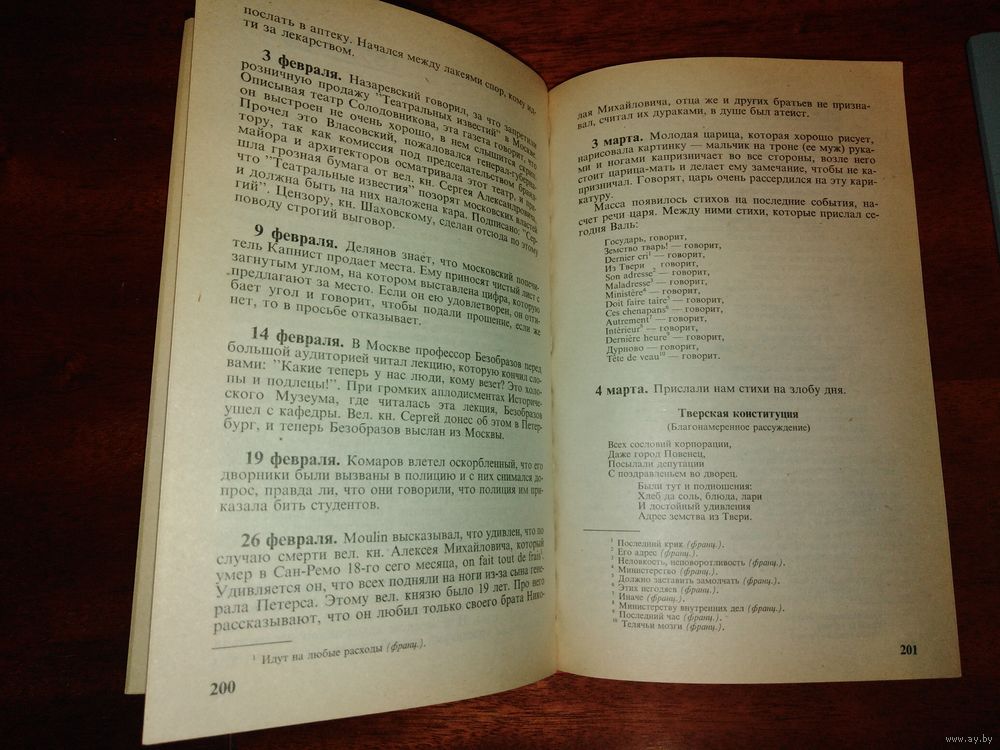 послать в аптеку. Начался между лакеями спор, кому ид-
ти за лекарством.
3 февраля. Назаревский говорил, за что запретили
розничную продажу "Театральных известий" в Москве.
Описывая театр Солодовникова, эта газета говорит, что
он выстроен не очень хорошо, в нем слышится скрип.
Прочел это Власовский, пожаловался генерал-губерна-
тору, так как комиссия под председательством бранд-
майора и архитекторов осматривала этот театр, и при-
шла грозная бумага от вел. кн. Сергея Александровича,
что "Театральные известия" позорят московских властей
и должна быть на них наложена кара. Подписано: "Сер-
гий". Цензору, кн. Шаховскому, сделан отсюда по этому
поводу строгий выговор.
9 февраля. Делянов знает, что московский попечи-
тель Капнист продает места. Ему приносят чистый лист с
загнутым углом, на котором выставлена цифра, которую
предлагают за место. Если он ею удовлетворен, он отги-
бает угол и говорит, чтобы подали прошение, если же
нет, то в просьбе отказывает.
14 февраля. В Москве профессор Безобразов перед
большой аудиторией читал лекцию, которую кончил сло-
вами: "Какие теперь у нас люди, кому везет? Это холо-
пы и подлецы!". При громких аплодисментах Историче-
ского Музеума, где читалась эта лекция, Безобразов
ушел с кафедры. Вел. кн. Сергей донес об этом в Петер-
бург, и теперь Безобразов выслан из Москвы.
19 февраля. Комаров влетел оскорбленный, что его
дворники были вызваны в полицию и с них снимался до-
прос, правда ли, что они говорили, что полиция им при-
казала бить студентов.
26 февраля. Moulin высказывал, что удивлен, что по
случаю смерти вел. кн. Алексея Михайловича, который
умер в Сан-Ремо 18-го сего месяца, on fait tout de frais¹.
Удивляется он, что всех подняли на ноги из-за сына гене-
рала Петерса. Этому вел. князю было 19 лет. Про него
рассказывают, что он любил только своего брата Нико-
¹ Идут на любые расходы (франц.).
200
лая Михайловича, отца же и других братьев не призна-
вал, считал их дураками, в душе был атеист.
3 марта. Молодая царица, которая хорошо рисует,
нарисовала картинку — мальчик на троне (ее муж) рука-
ми и ногами капризничает во все стороны, возле него
стоит царица-мать и делает ему замечание, чтобы не ка-
призничал. Говорят, царь очень рассердился на эту кари-
катуру.
Масса появилось стихов на последние события, на-
счет речи царя. Между ними стихи, которые прислал се-
годня Валь:
Государь, говорит,
Земство тварь! — говорит,
Dernier cri¹ — говорит,
Из Твери — говорит,
Son adresse² — говорит,
Maladresse³ — говорит,
Ministère⁴ — говорит,
Doit faire taire⁵ — говорит,
Ces chenapans⁶ — говорит,
Autrement⁷ — говорит,
Intérieur⁸ — говорит,
Dernière heure⁹ — говорит,
Дурново — говорит,
Tête de veau¹⁰ — говорит.
4 марта. Прислали нам стихи на злобу дня.
Тверская конституция
(Благонамеренное рассуждение)
Всех сословий корпорации,
Даже город Повенец,
Посылали депутации
С поздравленьем во дворец.
Были тут и подношения:
Хлеб да соль, блюда, лари
И достойный удивления
Адрес земства из Твери.
¹ Последний крик (франц.).
² Его адрес (франц.).
³ Неловкость, неповоротливость (франц.).
⁴ Министерство (франц.).
⁵ Должно заставить замолчать (франц.).
⁶ Этих негодяев (франц.).
⁷ Иначе (франц.).
⁸ Министерству внутренних дел (франц.).
⁹ Последний час (франц.).
¹⁰ Телячьи мозги (франц.).
201
www.ay.by